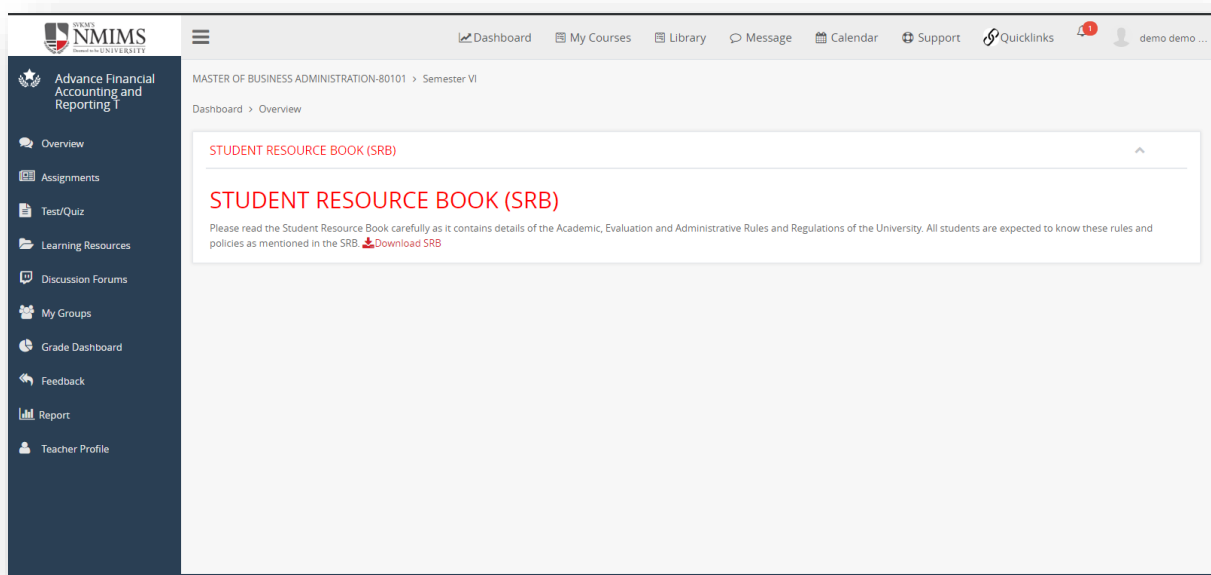 SVKM'S
NMIMS
Deemed to be UNIVERSITY
Dashboard
My Courses
Library
Message
Calendar
Support
Quicklinks
1
demo demo ...
Advance Financial
Accounting and
Reporting T
Overview
Assignments
Test/Quiz
Learning Resources
Discussion Forums
My Groups
Grade Dashboard
Feedback
Report
Teacher Profile
MASTER OF BUSINESS ADMINISTRATION-80101 > Semester VI
Dashboard > Overview
STUDENT RESOURCE BOOK (SRB)
STUDENT RESOURCE BOOK (SRB)
Please read the Student Resource Book carefully as it contains details of the Academic, Evaluation and Administrative Rules and Regulations of the University. All students are expected to know these rules and
policies as mentioned in the SRB. Download SRB